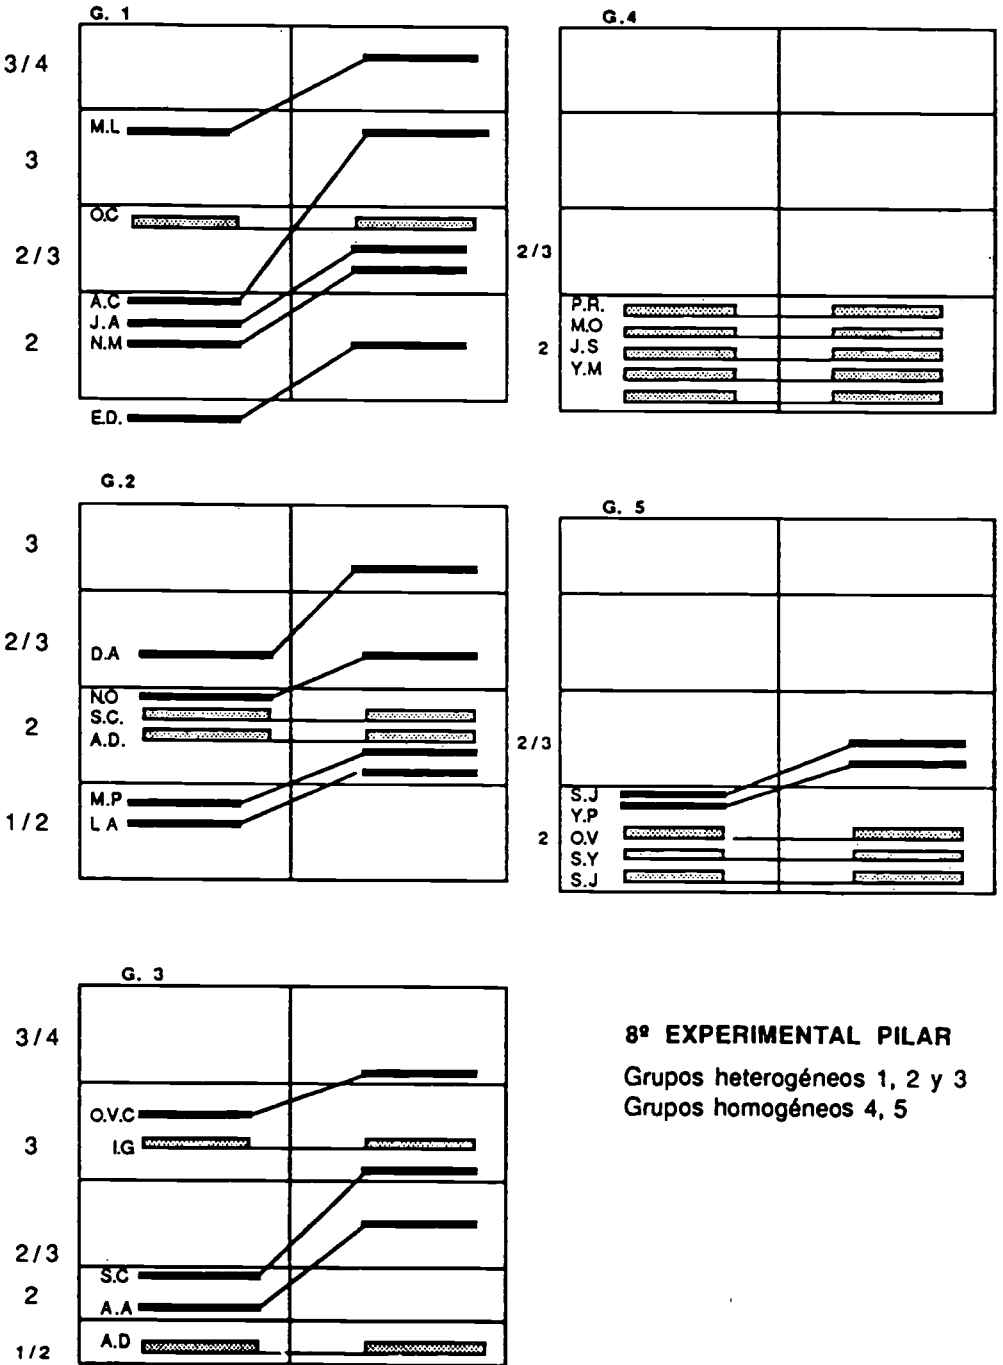 G. 1
3/4
M.L
3
O.C
2/3
A.C
J.A
N.M
2
E.D.
G.4
2/3
P.R.
M.O
2
J.S
Y.M
G.2
3
2/3
D.A
N.O
S.C.
2
A.D.
M.P
1/2
L A
G. 5
2/3
S.J
Y.P
2
O.V
S.Y
S.J
G. 3
3/4
O.V.C
3
I.G
2/3
S.C
2
A.A
A.D
1/2
8º EXPERIMENTAL PILAR
Grupos heterogéneos 1, 2 y 3
Grupos homogéneos 4, 5